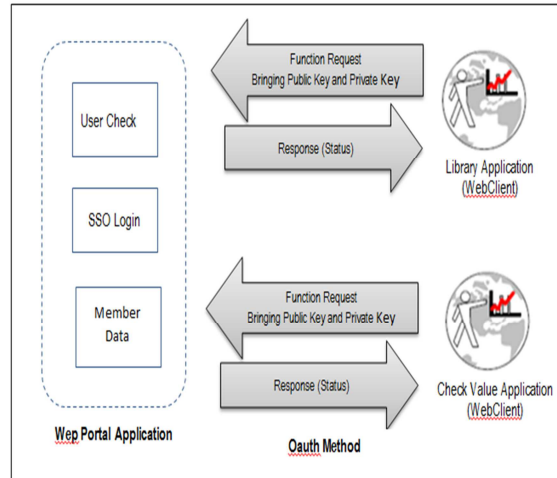 User Check
SSO Login
Member
Data
Wep Portal Application
Function Request
Bringing Public Key and Private Key
Response (Status)
Library Application
(WebClient)
Function Request
Bringing Public Key and Private Key
Response (Status)
Check Value Application
(WebClient)
Oauth Method